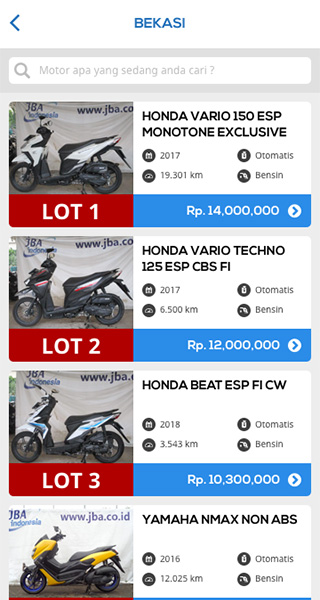 BEKASI
Motor apa yang sedang anda cari ?
JBA
Indonesia
www.jba.co.id
HONDA VARIO 150 ESP
MONOTONE EXCLUSIVE
2017
Otomatis
19.301 km
Bensin
LOT 1
Rp. 14,000,000
JBA
Indonesia
www.jba.co
HONDA VARIO TECHNO
125 ESP CBS FI
2017
Otomatis
6.500 km
Bensin
LOT 2
Rp. 12,000,000
JBA
Indonesia
www.jba.
HONDA BEAT ESP FI CW
2018
Otomatis
3.543 km
Bensin
LOT 3
Rp. 10,300,000
JBA
Indonesia
www.jba.co.id
YAMAHA NMAX NON ABS
2016
Otomatis
12.025 km
Bensin